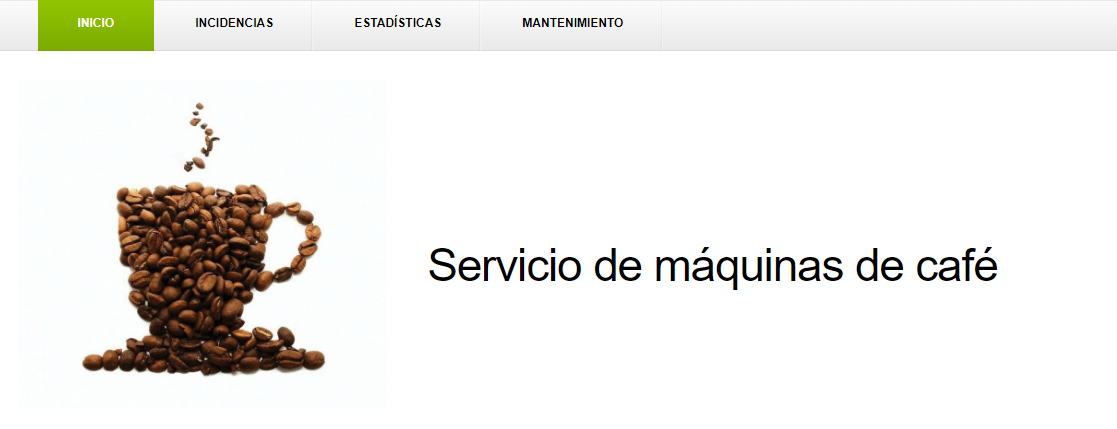 INICIO INCIDENCIAS ESTADÍSTICAS MANTENIMIENTO
Servicio de máquinas de café